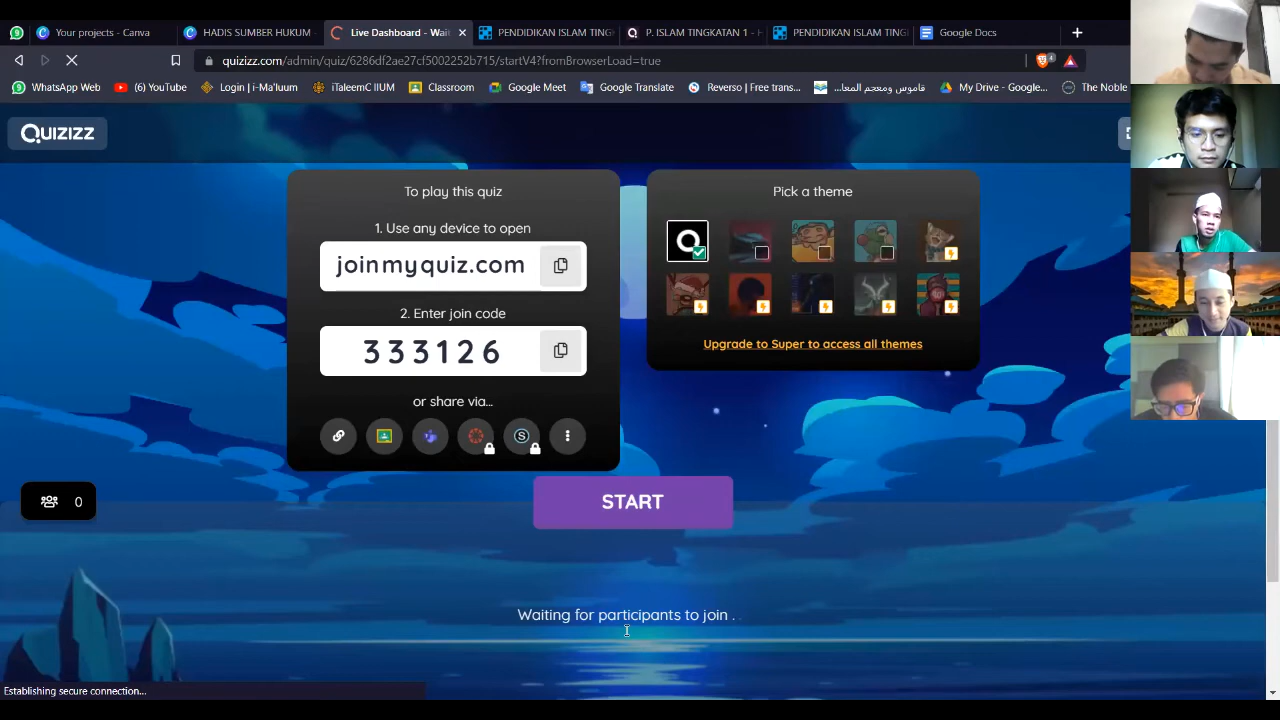 Your projects - Canva
HADIS SUMBER HUKUM
Live Dashboard - Wai
PENDIDIKAN ISLAM TING
P. ISLAM TINGKATAN 1 - H
PENDIDIKAN ISLAM TING
Google Docs
quizizz.com/admin/quiz/6286df2ae27cf5002252b715/startV4?fromBrowserLoad=true
4
WhatsApp Web
(6) YouTube
Login | i-Ma'luum
iTaleemC IIUM
Classroom
Google Meet
Google Translate
Reverso | Free trans...
قاموس ومعجم المعا...
My Drive - Google...
The Noble
QUIZIZZ
To play this quiz
1. Use any device to open
joinmyquiz.com
2. Enter join code
333126
or share via...
S
Pick a theme
Upgrade to Super to access all themes
0
START
Waiting for participants to join .
Establishing secure connection...